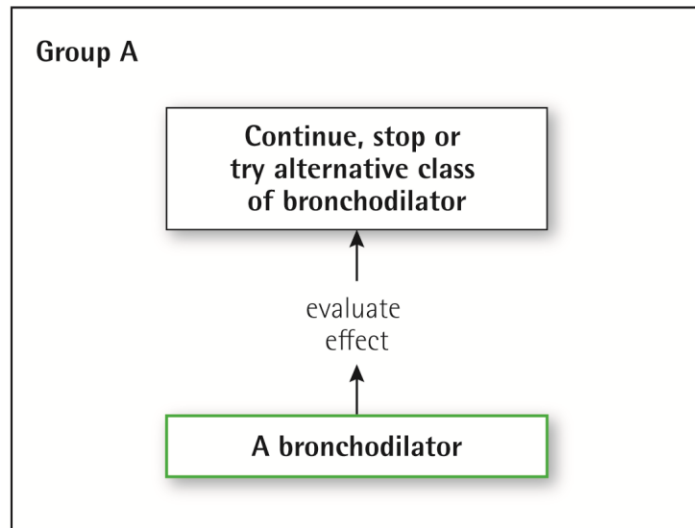 Group A
Continue, stop or
try alternative class
of bronchodilator
evaluate
effect
A bronchodilator